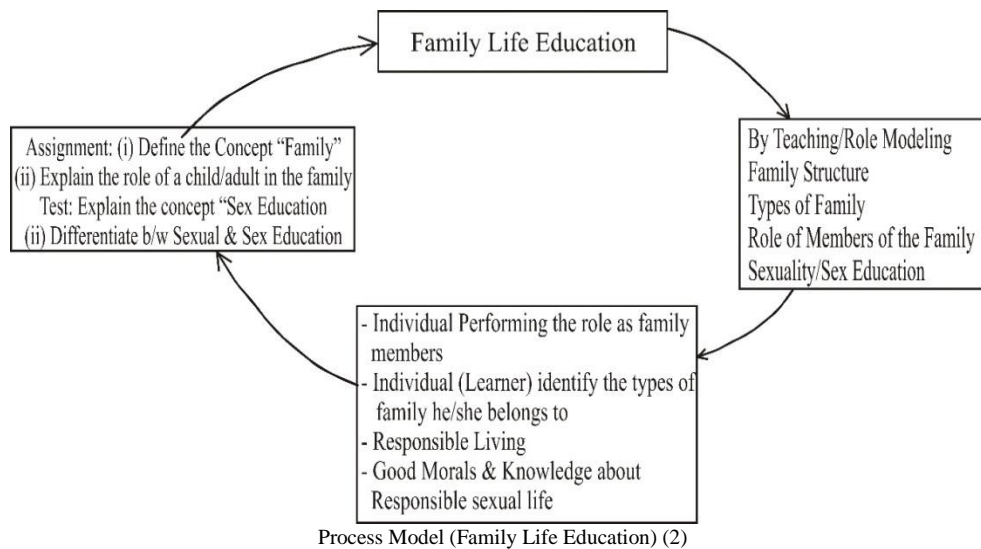 Family Life Education
By Teaching/Role Modeling
Family Structure
Types of Family
Role of Members of the Family
Sexuality/Sex Education
- Individual Performing the role as family
members
- Individual (Learner) identify the types of
family he/she belongs to
- Responsible Living
- Good Morals & Knowledge about
Responsible sexual life
Assignment: (i) Define the Concept “Family”
(ii) Explain the role of a child/adult in the family
Test: Explain the concept “Sex Education
(ii) Differentiate b/w Sexual & Sex Education
Process Model (Family Life Education) (2)